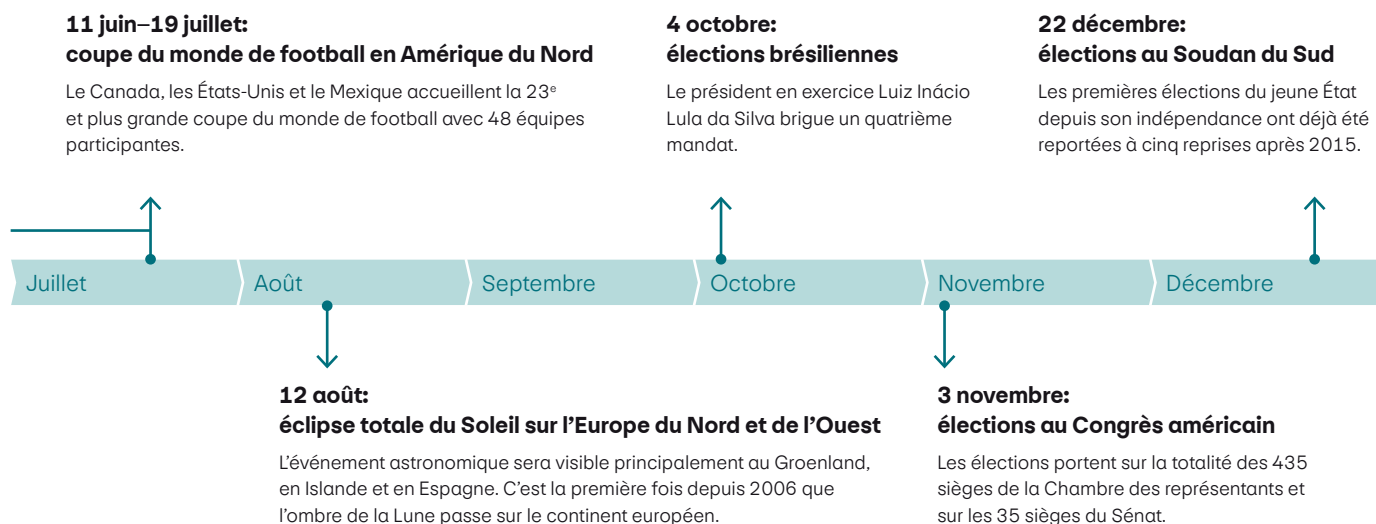 11 juin–19 juillet:
coupe du monde de football en Amérique du Nord
Le Canada, les États-Unis et le Mexique accueillent la 23e
et plus grande coupe du monde de football avec 48 équipes
participantes.
4 octobre:
élections brésiliennes
Le président en exercice Luiz Inácio
Lula da Silva brigue un quatrième
mandat.
22 décembre:
élections au Soudan du Sud
Les premières élections du jeune État
depuis son indépendance ont déjà été
reportées à cinq reprises après 2015.
Juillet
Août
Septembre
Octobre
Novembre
Décembre
12 août:
éclipse totale du Soleil sur l’Europe du Nord et de l’Ouest
L’événement astronomique sera visible principalement au Groenland,
en Islande et en Espagne. C’est la première fois depuis 2006 que
l’ombre de la Lune passe sur le continent européen.
3 novembre:
élections au Congrès américain
Les élections portent sur la totalité des 435
sièges de la Chambre des représentants et
sur les 35 sièges du Sénat.